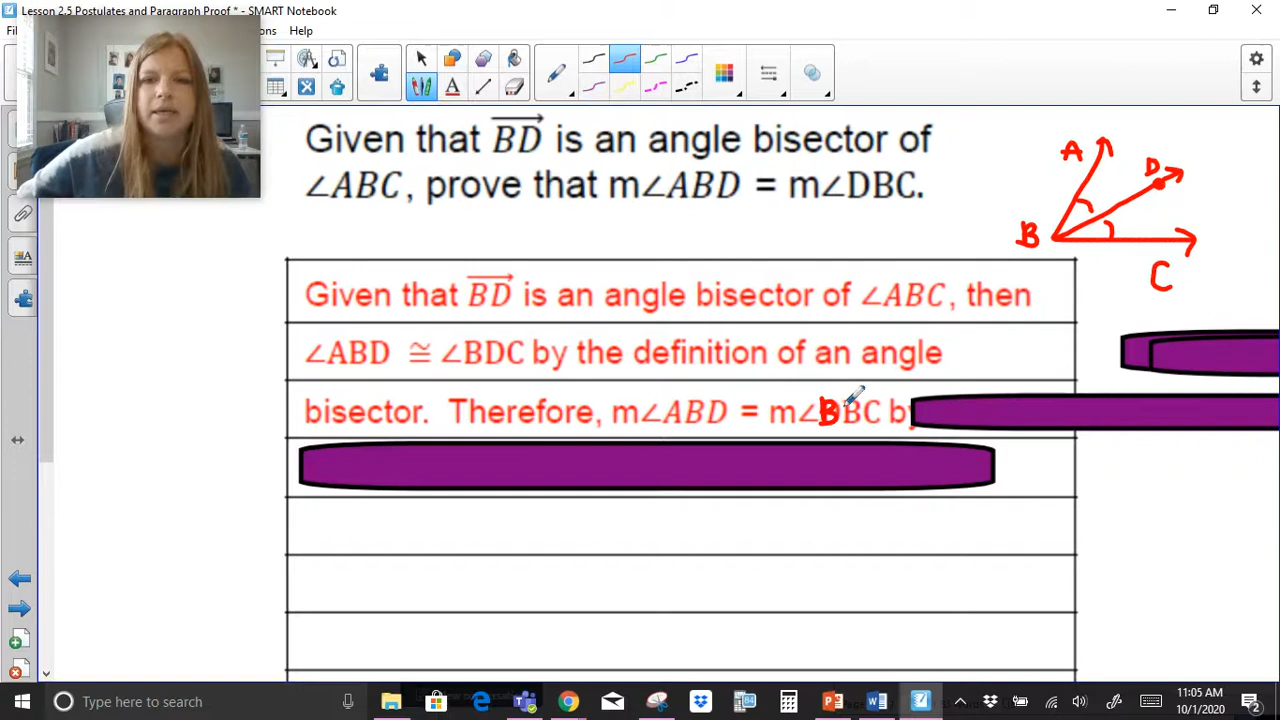 Lesson 2.5 Postulates and Paragraph Proof * - SMART Notebook
Help
Given that BD is an angle bisector of
∠ABC, prove that m∠ABD = m∠DBC.
A
D
B
C
Given that BD is an angle bisector of ∠ABC, then
∠ABD ≅ ∠BDC by the definition of an angle
bisector. Therefore, m∠ABD = m∠BBC by
Type here to search
11:05 AM
10/1/2020
2